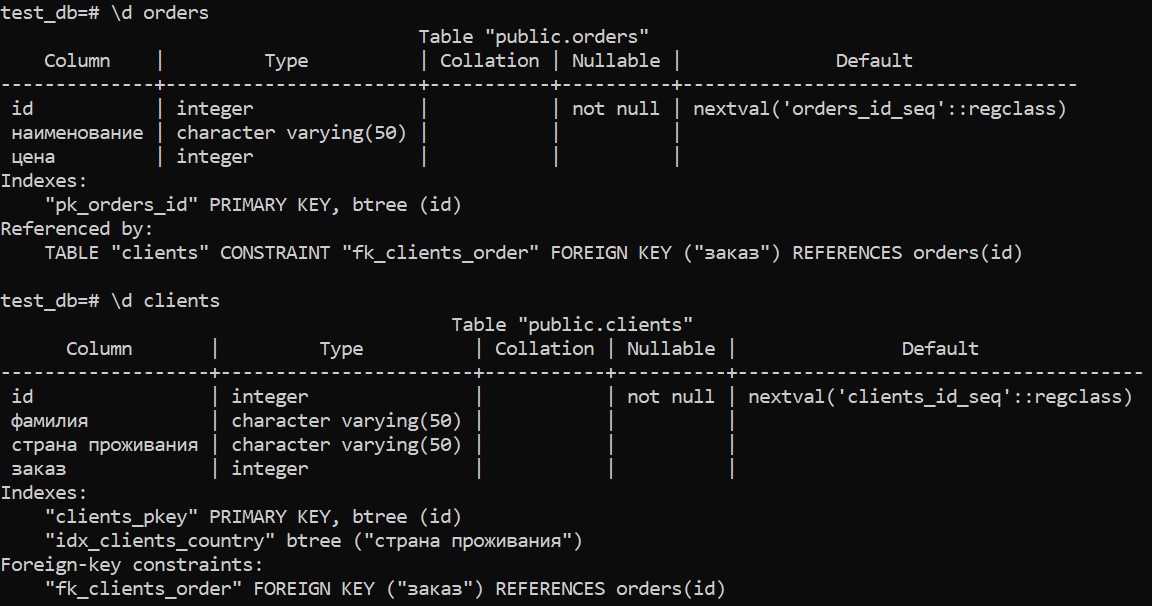 test_db=# \d orders
                                      Table "public.orders"
    Column    |         Type          | Collation | Nullable |              Default
--------------+-----------------------+-----------+----------+------------------------------------
 id           | integer               |           | not null | nextval('orders_id_seq'::regclass)
 наименование | character varying(50) |           |          |
 цена         | integer               |           |          |
Indexes:
    "pk_orders_id" PRIMARY KEY, btree (id)
Referenced by:
    TABLE "clients" CONSTRAINT "fk_clients_order" FOREIGN KEY ("заказ") REFERENCES orders(id)

test_db=# \d clients
                                         Table "public.clients"
      Column       |         Type          | Collation | Nullable |               Default
-------------------+-----------------------+-----------+----------+-------------------------------------
 id                | integer               |           | not null | nextval('clients_id_seq'::regclass)
 фамилия           | character varying(50) |           |          |
 страна проживания | character varying(50) |           |          |
 заказ             | integer               |           |          |
Indexes:
    "clients_pkey" PRIMARY KEY, btree (id)
    "idx_clients_country" btree ("страна проживания")
Foreign-key constraints:
    "fk_clients_order" FOREIGN KEY ("заказ") REFERENCES orders(id)